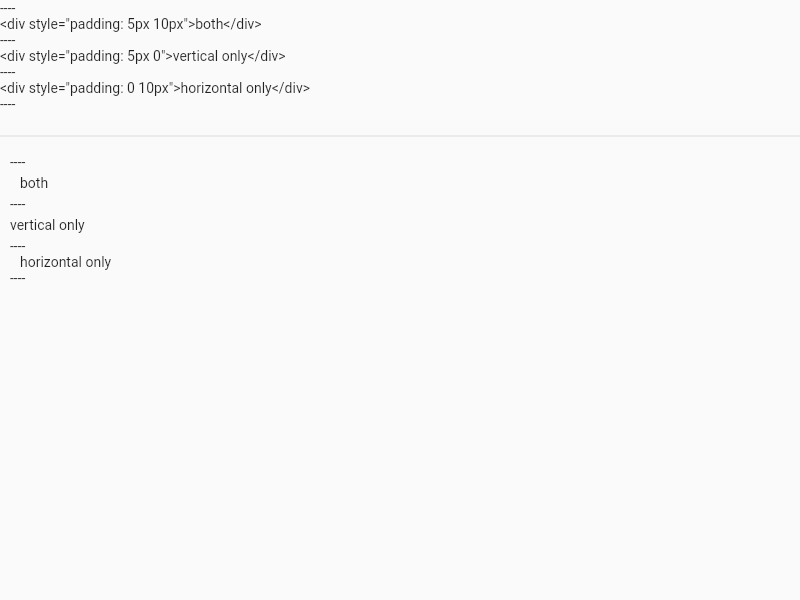 ----
<div style="padding: 5px 10px">both</div>
----
<div style="padding: 5px 0">vertical only</div>
----
<div style="padding: 0 10px">horizontal only</div>
----
----
both
----
vertical only
----
horizontal only
----